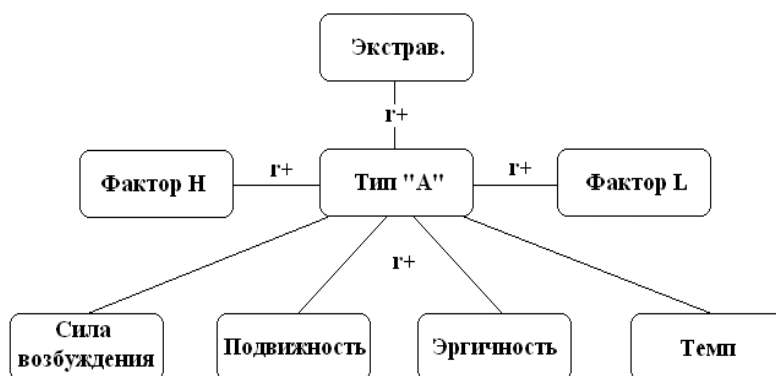 Экстрав.
r+
Фактор Н
r+
Тип "А"
r+
Фактор L
r+
Сила
возбуждения
Подвижность
Эргичность
Темп